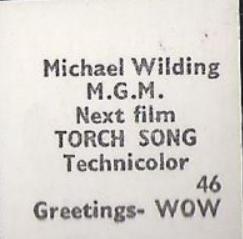 Michael Wilding
M.G.M.
Next film
TORCH SONG
Technicolor
46
Greetings- WOW